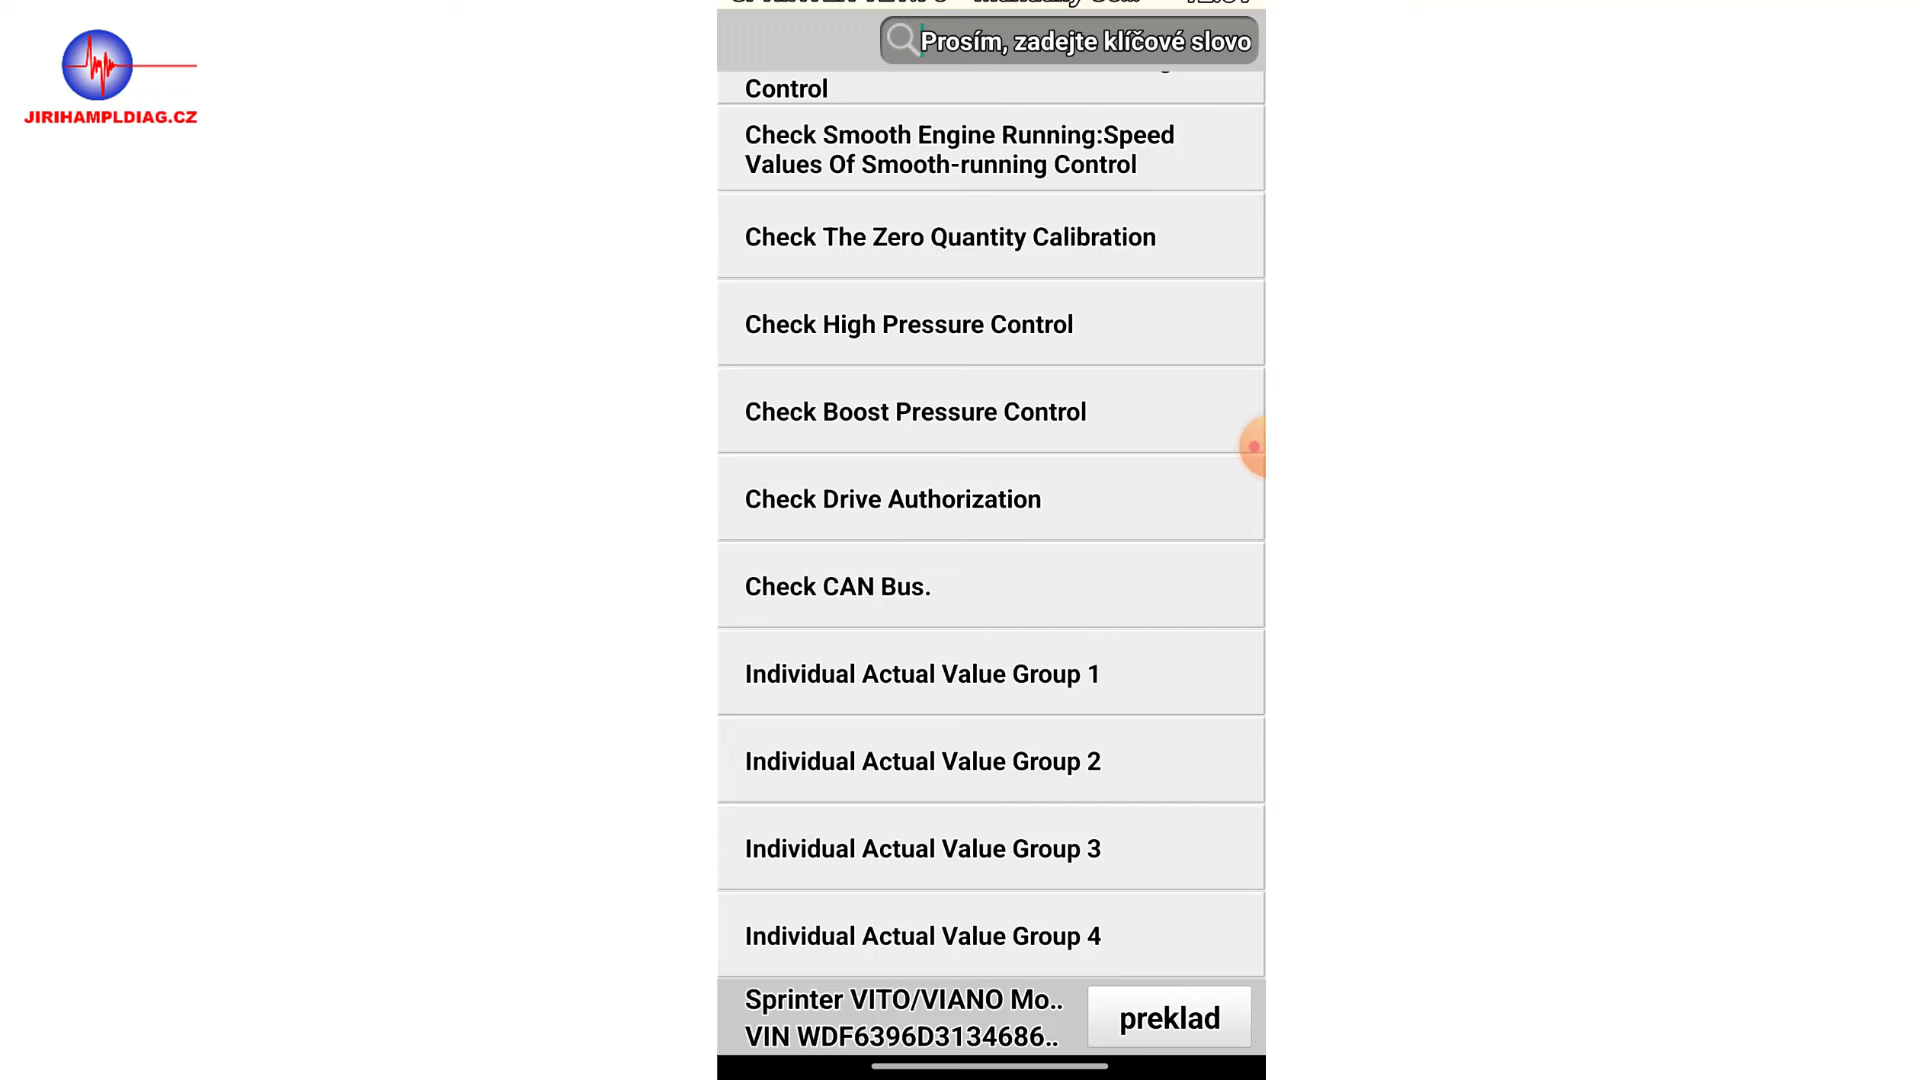 Prosím, zadejte klíčové slovo
JIRIHAMPLDIAG.CZ
Control
Check Smooth Engine Running:Speed
Values Of Smooth-running Control
Check The Zero Quantity Calibration
Check High Pressure Control
Check Boost Pressure Control
Check Drive Authorization
Check CAN Bus.
Individual Actual Value Group 1
Individual Actual Value Group 2
Individual Actual Value Group 3
Individual Actual Value Group 4
Sprinter VITO/VIANO Mo..
VIN WDF6396D3134686..
preklad